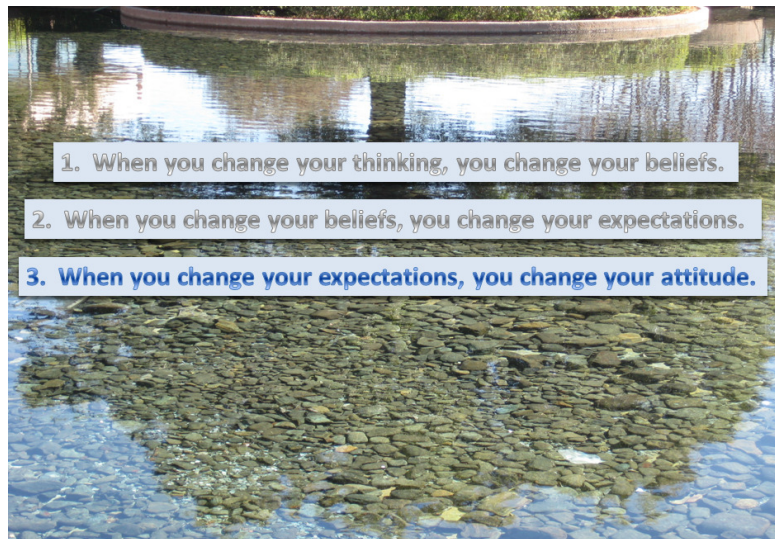 1. When you change your thinking, you change your beliefs.
2. When you change your beliefs, you change your expectations.
3. When you change your expectations, you change your attitude.